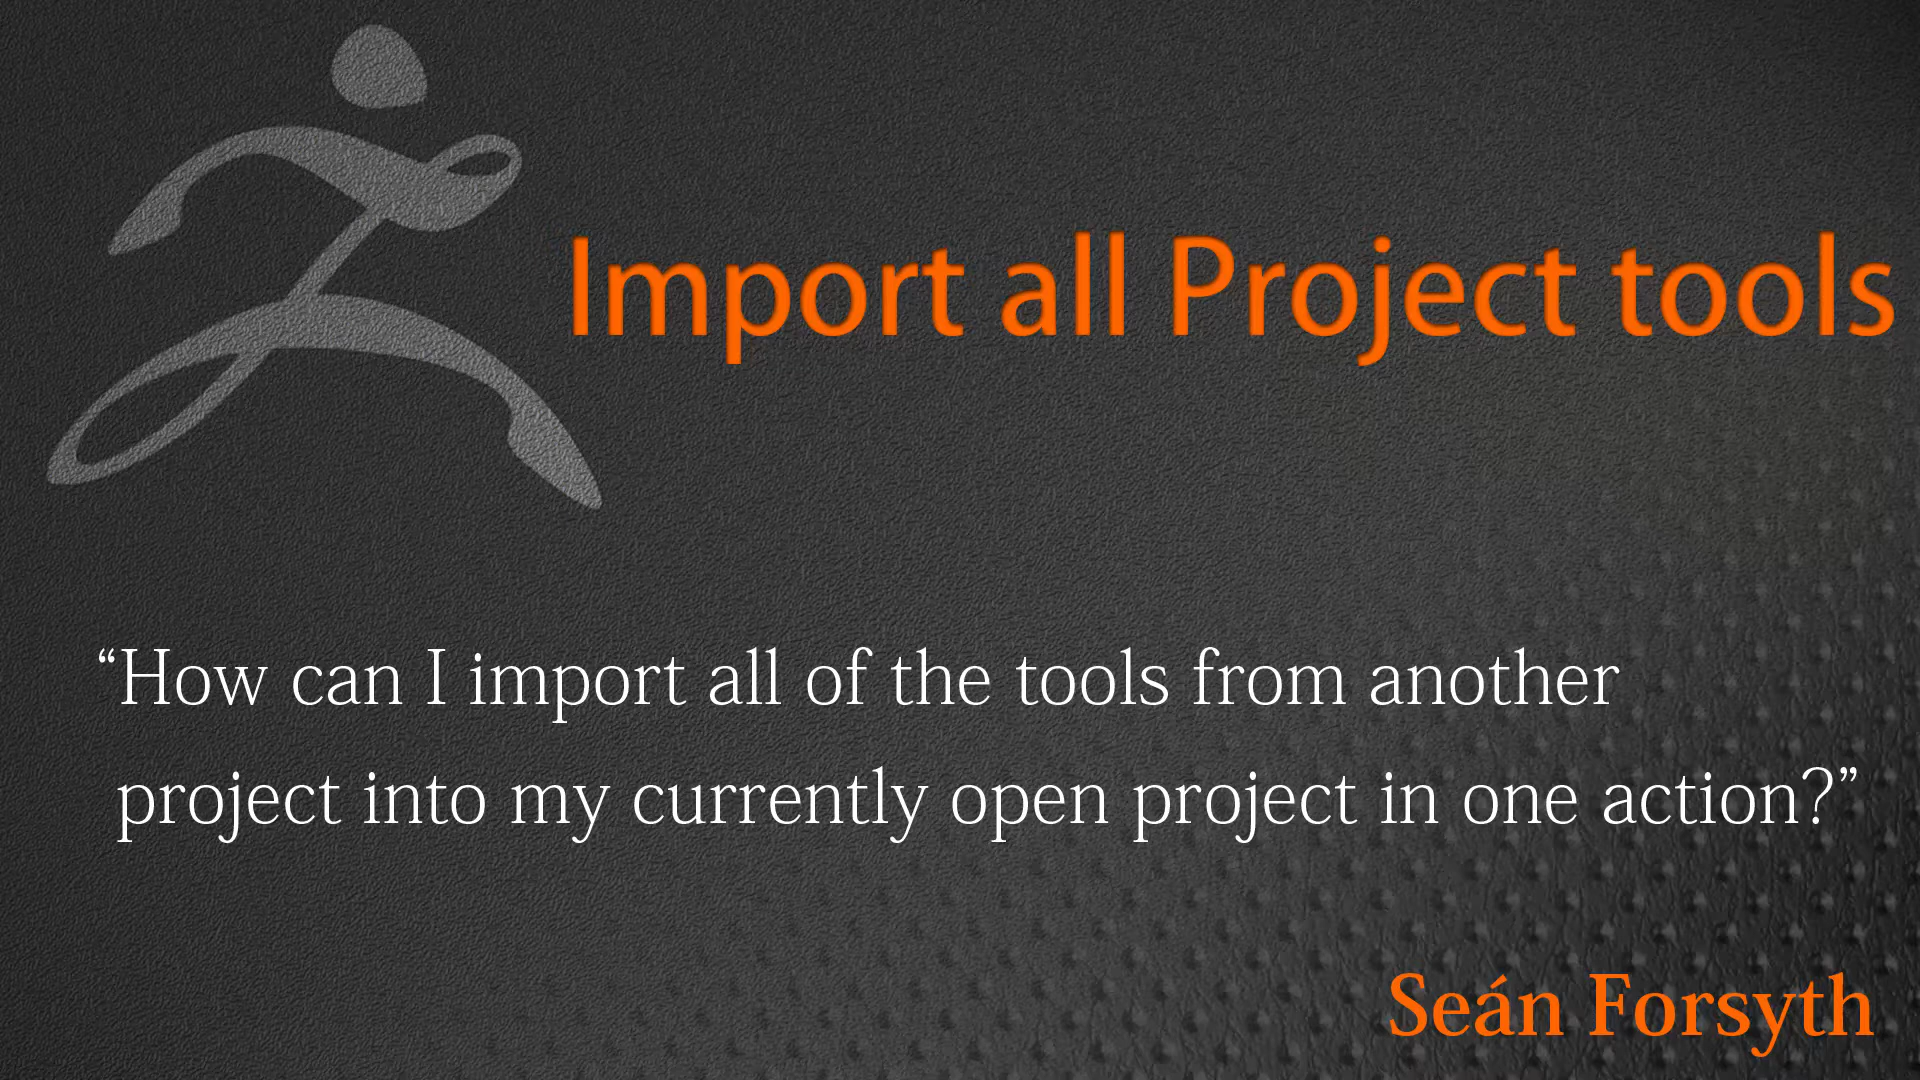 Import all Project tools
“How can I import all of the tools from another
project into my currently open project in one action?”
Seán Forsyth